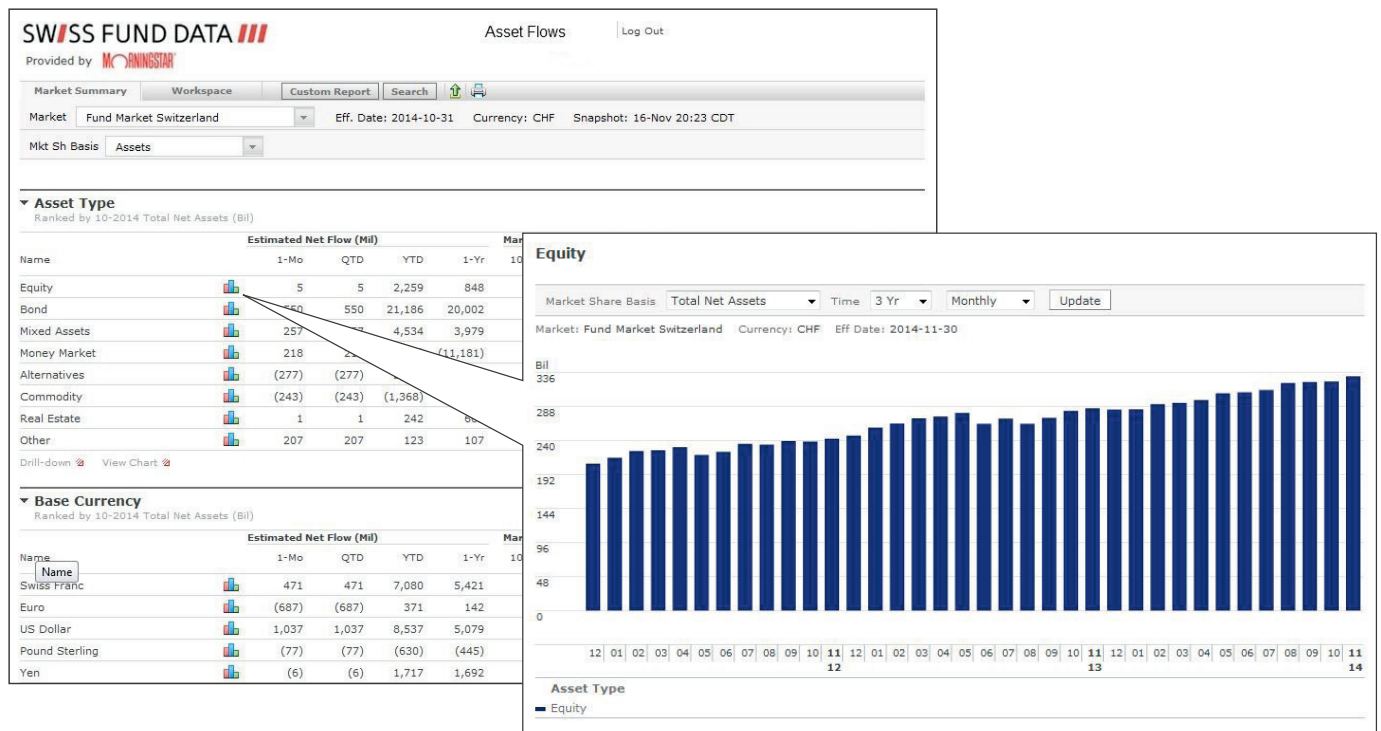 SWISS FUND DATA
Asset Flows
Log Out
Provided by MORNINGSTAR
Market Summary Workspace Custom Report Search
Market Fund Market Switzerland Eff. Date: 2014-10-31 Currency: CHF Snapshot: 16-Nov 20:23 CDT
Mkt Sh Basis Assets
Asset Type
Ranked by 10-2014 Total Net Assets (Bil)
Estimated Net Flow (Mil)
Name 1-Mo QTD YTD 1-Yr 10
Equity 5 5 2,259 848
Bond 550 21,186 20,002
Mixed Assets 257 4,534 3,979
Money Market 218 (11,181)
Alternatives (277) (277)
Commodity (243) (243) (1,368)
Real Estate 1 1 242
Other 207 207 123 107
Drill-down View Chart
Base Currency
Ranked by 10-2014 Total Net Assets (Bil)
Estimated Net Flow (Mil)
Name 1-Mo QTD YTD 1-Yr 10
Name
Swiss Franc 471 471 7,080 5,421
Euro (687) (687) 371 142
US Dollar 1,037 1,037 8,537 5,079
Pound Sterling (77) (77) (630) (445)
Yen (6) (6) 1,717 1,692
Equity
Market Share Basis Total Net Assets Time 3 Yr Monthly Update
Market: Fund Market Switzerland Currency: CHF Eff Date: 2014-11-30
Bil
336
288
240
192
144
96
48
0
12 01 02 03 04 05 06 07 08 09 10 11 12 01 02 03 04 05 06 07 08 09 10 11 12 01 02 03 04 05 06 07 08 09 10 11
12 13 14
Asset Type
Equity